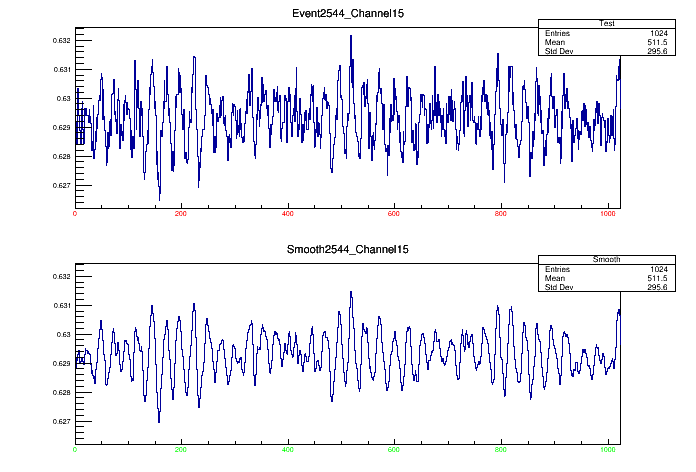 Event2544_Channel15
Test
Entries 1024
Mean 511.5
Std Dev 295.6
0.632
0.631
0.63
0.629
0.628
0.627
0 200 400 600 800 1000
Smooth2544_Channel15
Smooth
Entries 1024
Mean 511.5
Std Dev 295.6
0.632
0.631
0.63
0.629
0.628
0.627
0 200 400 600 800 1000